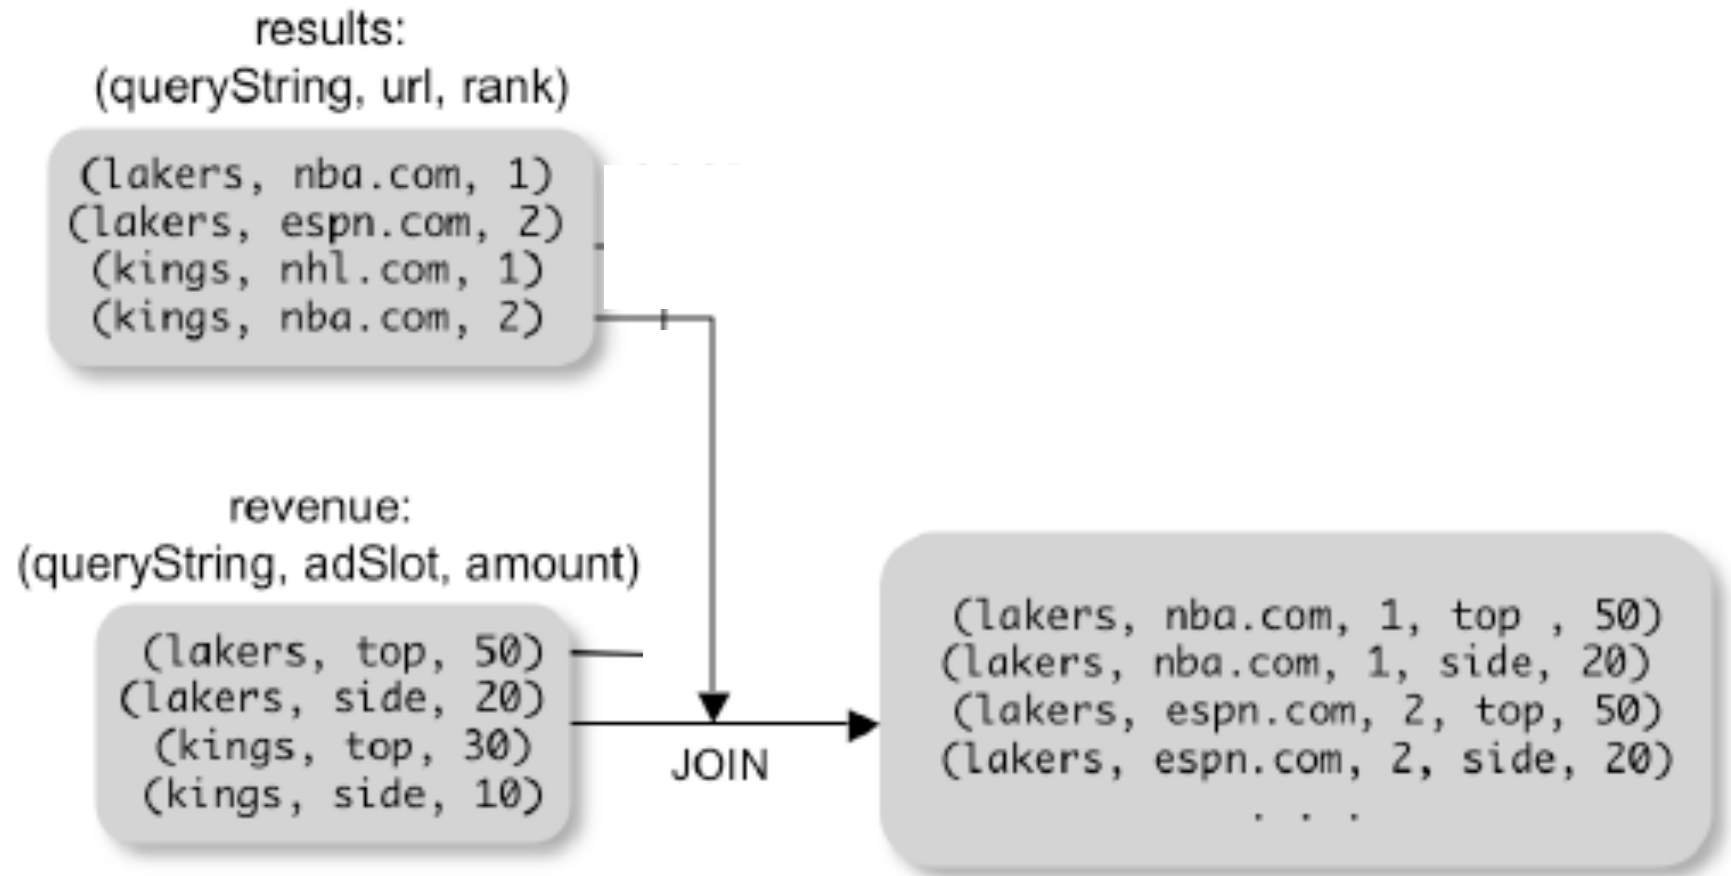 results:
(queryString, url, rank)
(lakers, nba.com, 1)
(lakers, espn.com, 2)
(kings, nhl.com, 1)
(kings, nba.com, 2)
revenue:
(queryString, adSlot, amount)
(lakers, top, 50)
(lakers, side, 20)
(kings, top, 30)
(kings, side, 10)
JOIN
(lakers, nba.com, 1, top , 50)
(lakers, nba.com, 1, side, 20)
(lakers, espn.com, 2, top, 50)
(lakers, espn.com, 2, side, 20)
. . .